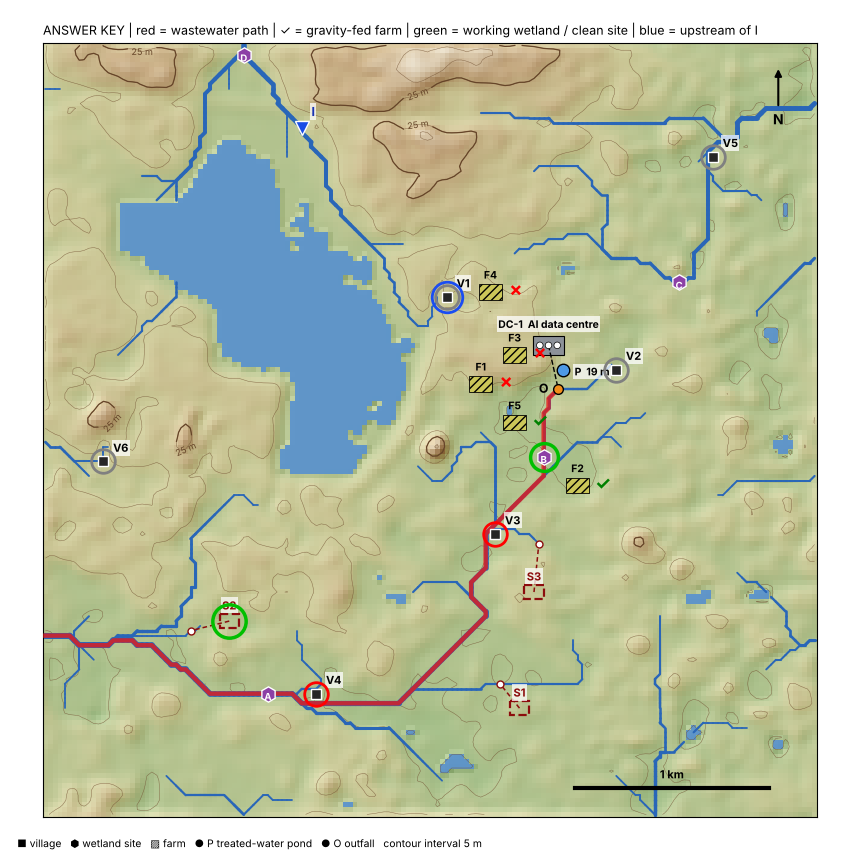 ANSWER KEY | red = wastewater path | ✓ = gravity-fed farm | green = working wetland / clean site | blue = upstream of I
25 m
D
25 m
I
25 m
N
V5
C
V1
F4
DC-1 AI data centre
F3
V2
P 19 m
F1
O
25 m
F5
25 m
V6
B
F2
V3
S3
S2
V4
A
S1
1 km
village wetland site farm P treated-water pond O outfall contour interval 5 m